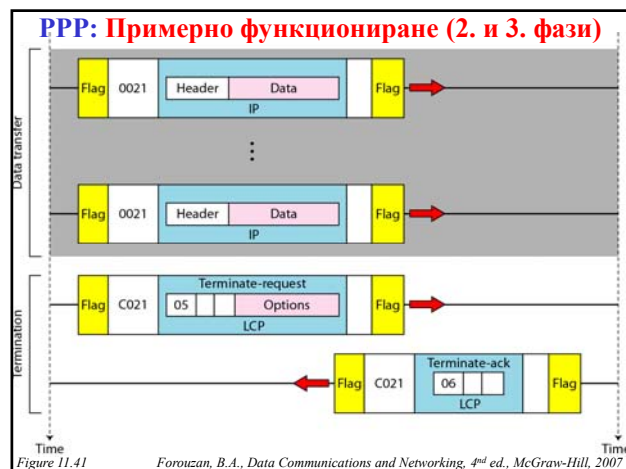 PPP: Примерно функциониране (2. и 3. фази)
Data transfer
Flag 0021 Header Data Flag
IP
Flag 0021 Header Data Flag
IP
Termination
Terminate-request
Flag C021 05 Options Flag
LCP
Terminate-ack
Flag C021 06 Flag
LCP
Time Time
Figure 11.41 Forouzan, B.A., Data Communications and Networking, 4nd ed., McGraw-Hill, 2007